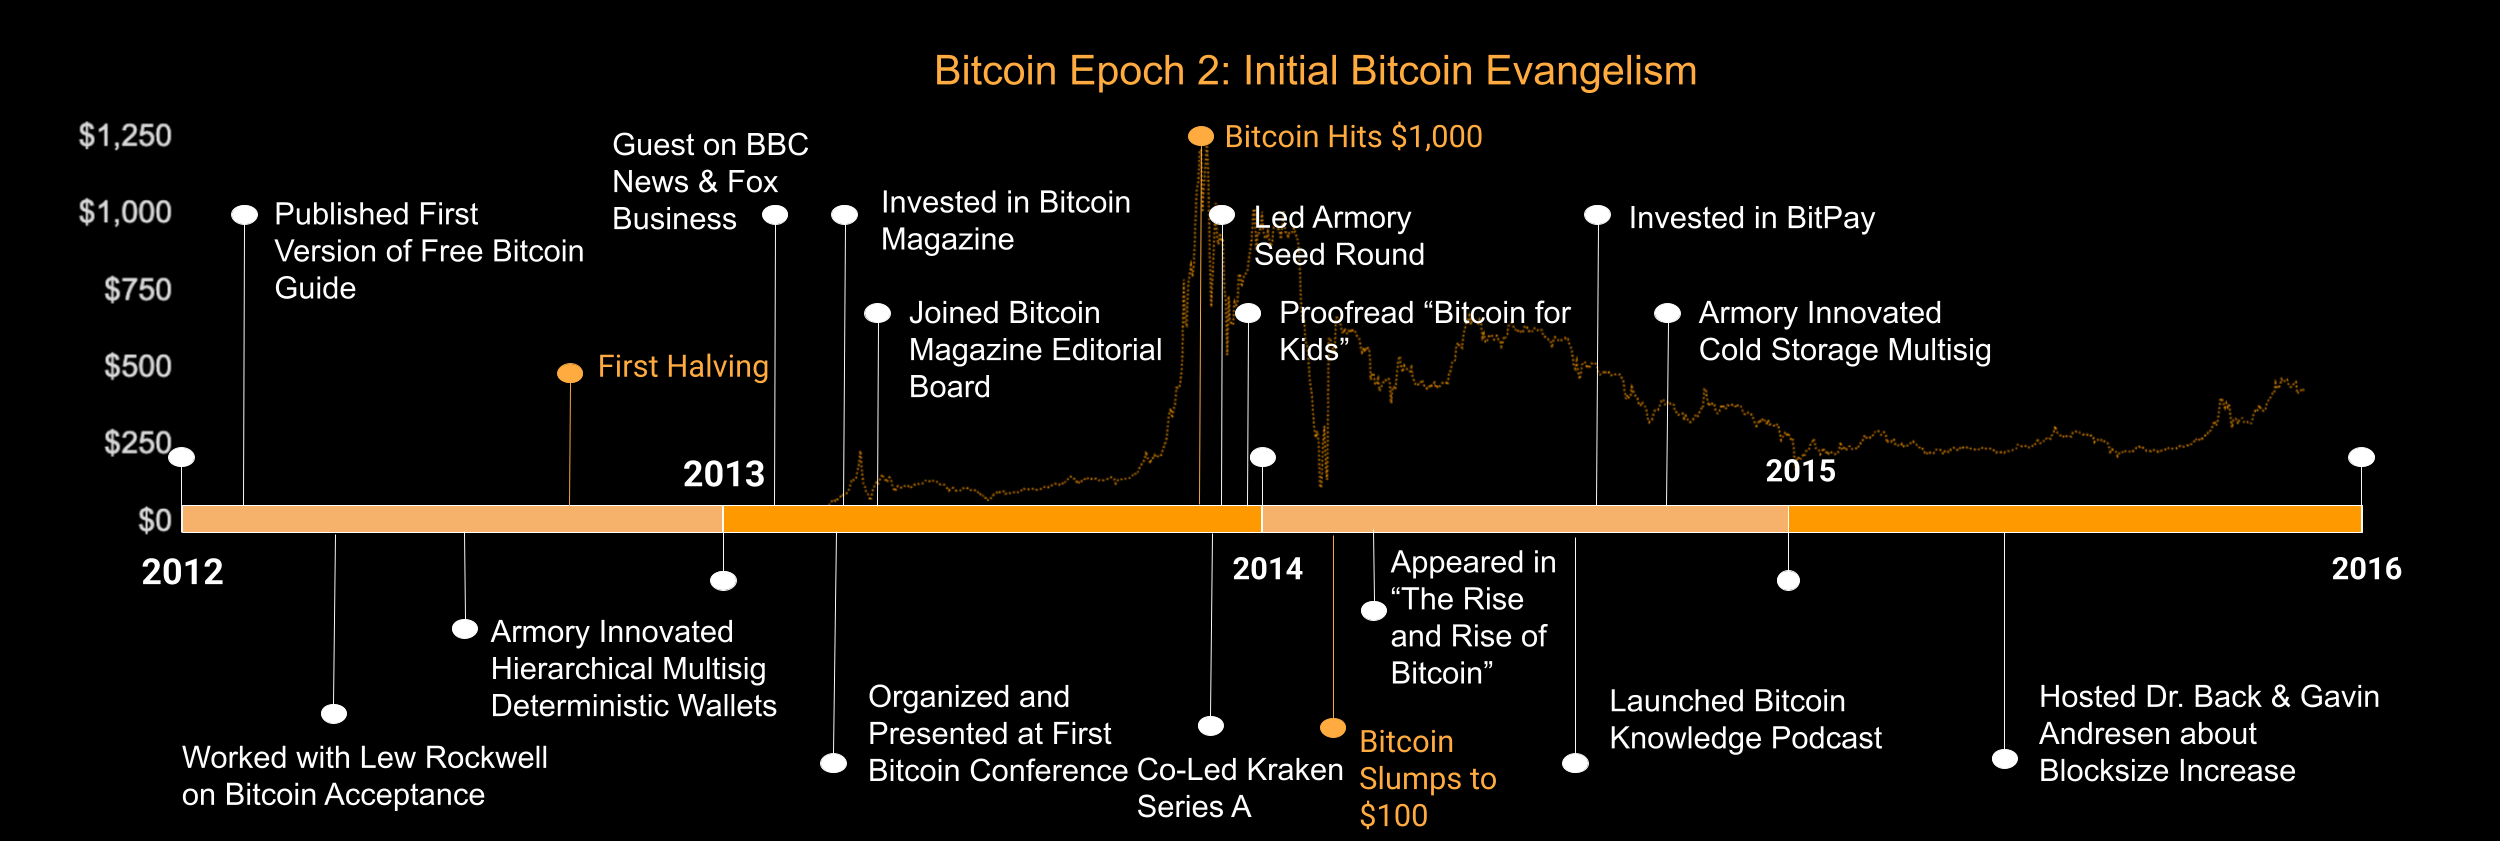 Bitcoin Epoch 2: Initial Bitcoin Evangelism
$1,250
$1,000
$750
$500
$250
$0
Published First
Version of Free Bitcoin
Guide
First Halving
Guest on BBC
News & Fox
Business
Invested in Bitcoin
Magazine
Joined Bitcoin
Magazine Editorial
Board
Bitcoin Hits $1,000
Led Armory
Seed Round
Proofread “Bitcoin for
Kids”
Invested in BitPay
Armory Innovated
Cold Storage Multisig
2012
2013
2014
2015
2016
Worked with Lew Rockwell
on Bitcoin Acceptance
Armory Innovated
Hierarchical Multisig
Deterministic Wallets
Organized and
Presented at First
Bitcoin Conference
Co-Led Kraken
Series A
Bitcoin
Slumps to
$100
Appeared in
“The Rise
and Rise of
Bitcoin”
Launched Bitcoin
Knowledge Podcast
Hosted Dr. Back & Gavin
Andresen about
Blocksize Increase